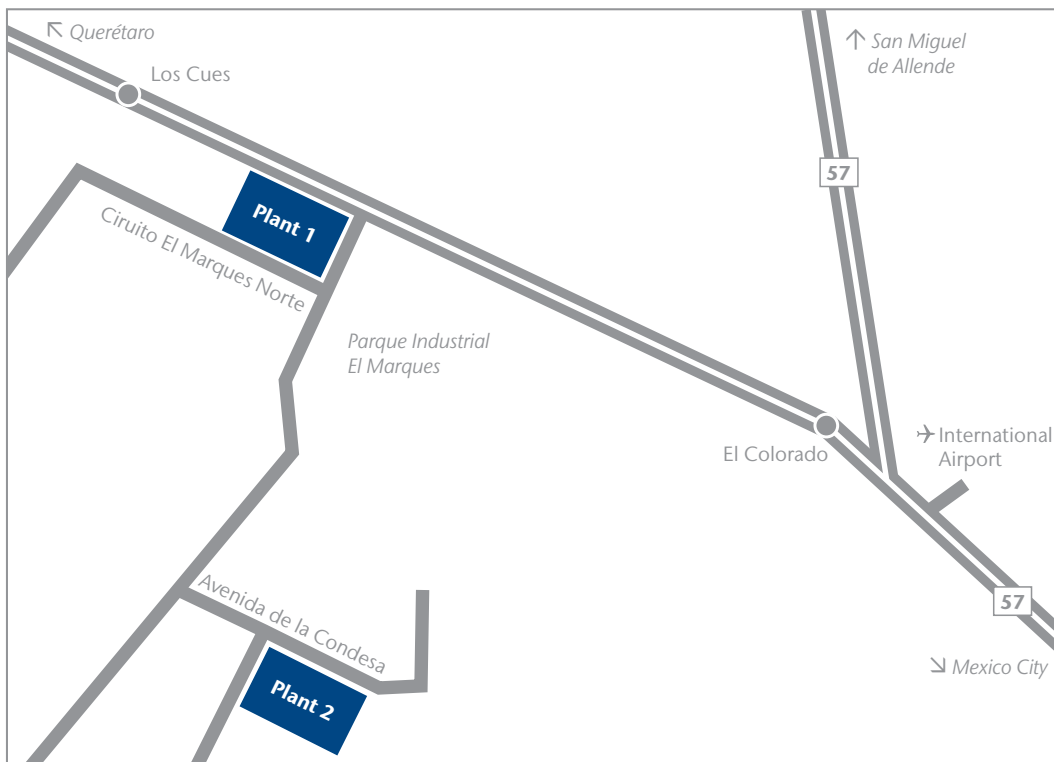 Querétaro
San Miguel
de Allende
Los Cues
57
Plant 1
Ciruito El Marques Norte
Parque Industrial
El Marques
International
Airport
El Colorado
Avenida de la Condesa
57
Mexico City
Plant 2